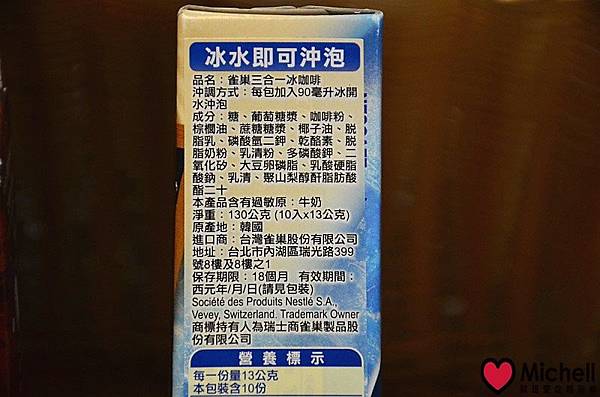 冰水即可沖泡
品名：雀巢三合一冰咖啡
沖調方式：每包加入90毫升冰開
水沖泡
成分：糖、葡萄糖漿、咖啡粉、
棕櫚油、蔗糖糖漿、椰子油、脫
脂乳、磷酸氫二鉀、乾酪素、脫
脂奶粉、乳清粉、多磷酸鉀、二
氧化矽、大豆卵磷脂、乳酸硬脂
酸鈉、乳清、聚山梨醇酐脂肪酸
酯二十
本產品含有過敏原：牛奶
淨重：130公克 (10入x13公克)
原產地：韓國
進口商：台灣雀巢股份有限公司
地址：台北市內湖區瑞光路399
號8樓及8樓之1
保存期限：18個月 有效期間：
西元年/月/日(請見包裝)
Société des Produits Nestlé S.A.,
Vevey, Switzerland. Trademark Owner
商標持有人為瑞士商雀巢製品股
份有限公司
營養標示
每一份量13公克
本包裝含10份
Michell